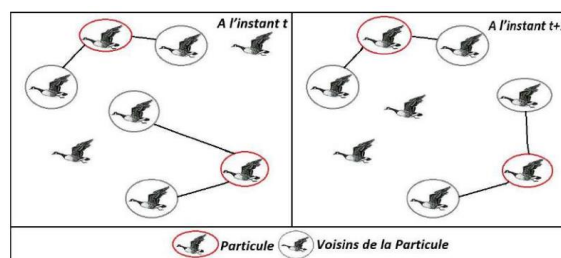 A l'instant t
A l'instant t+
Particule
Voisins de la Particule